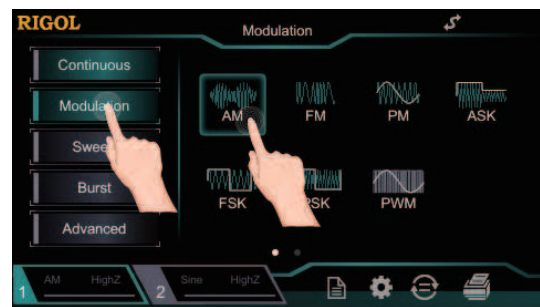 RIGOL
Modulation
Continuous
Modulation
Sweep
Burst
Advanced
AM
FM
PM
ASK
FSK
PSK
PWM
1
AM
HighZ
2
Sine
HighZ